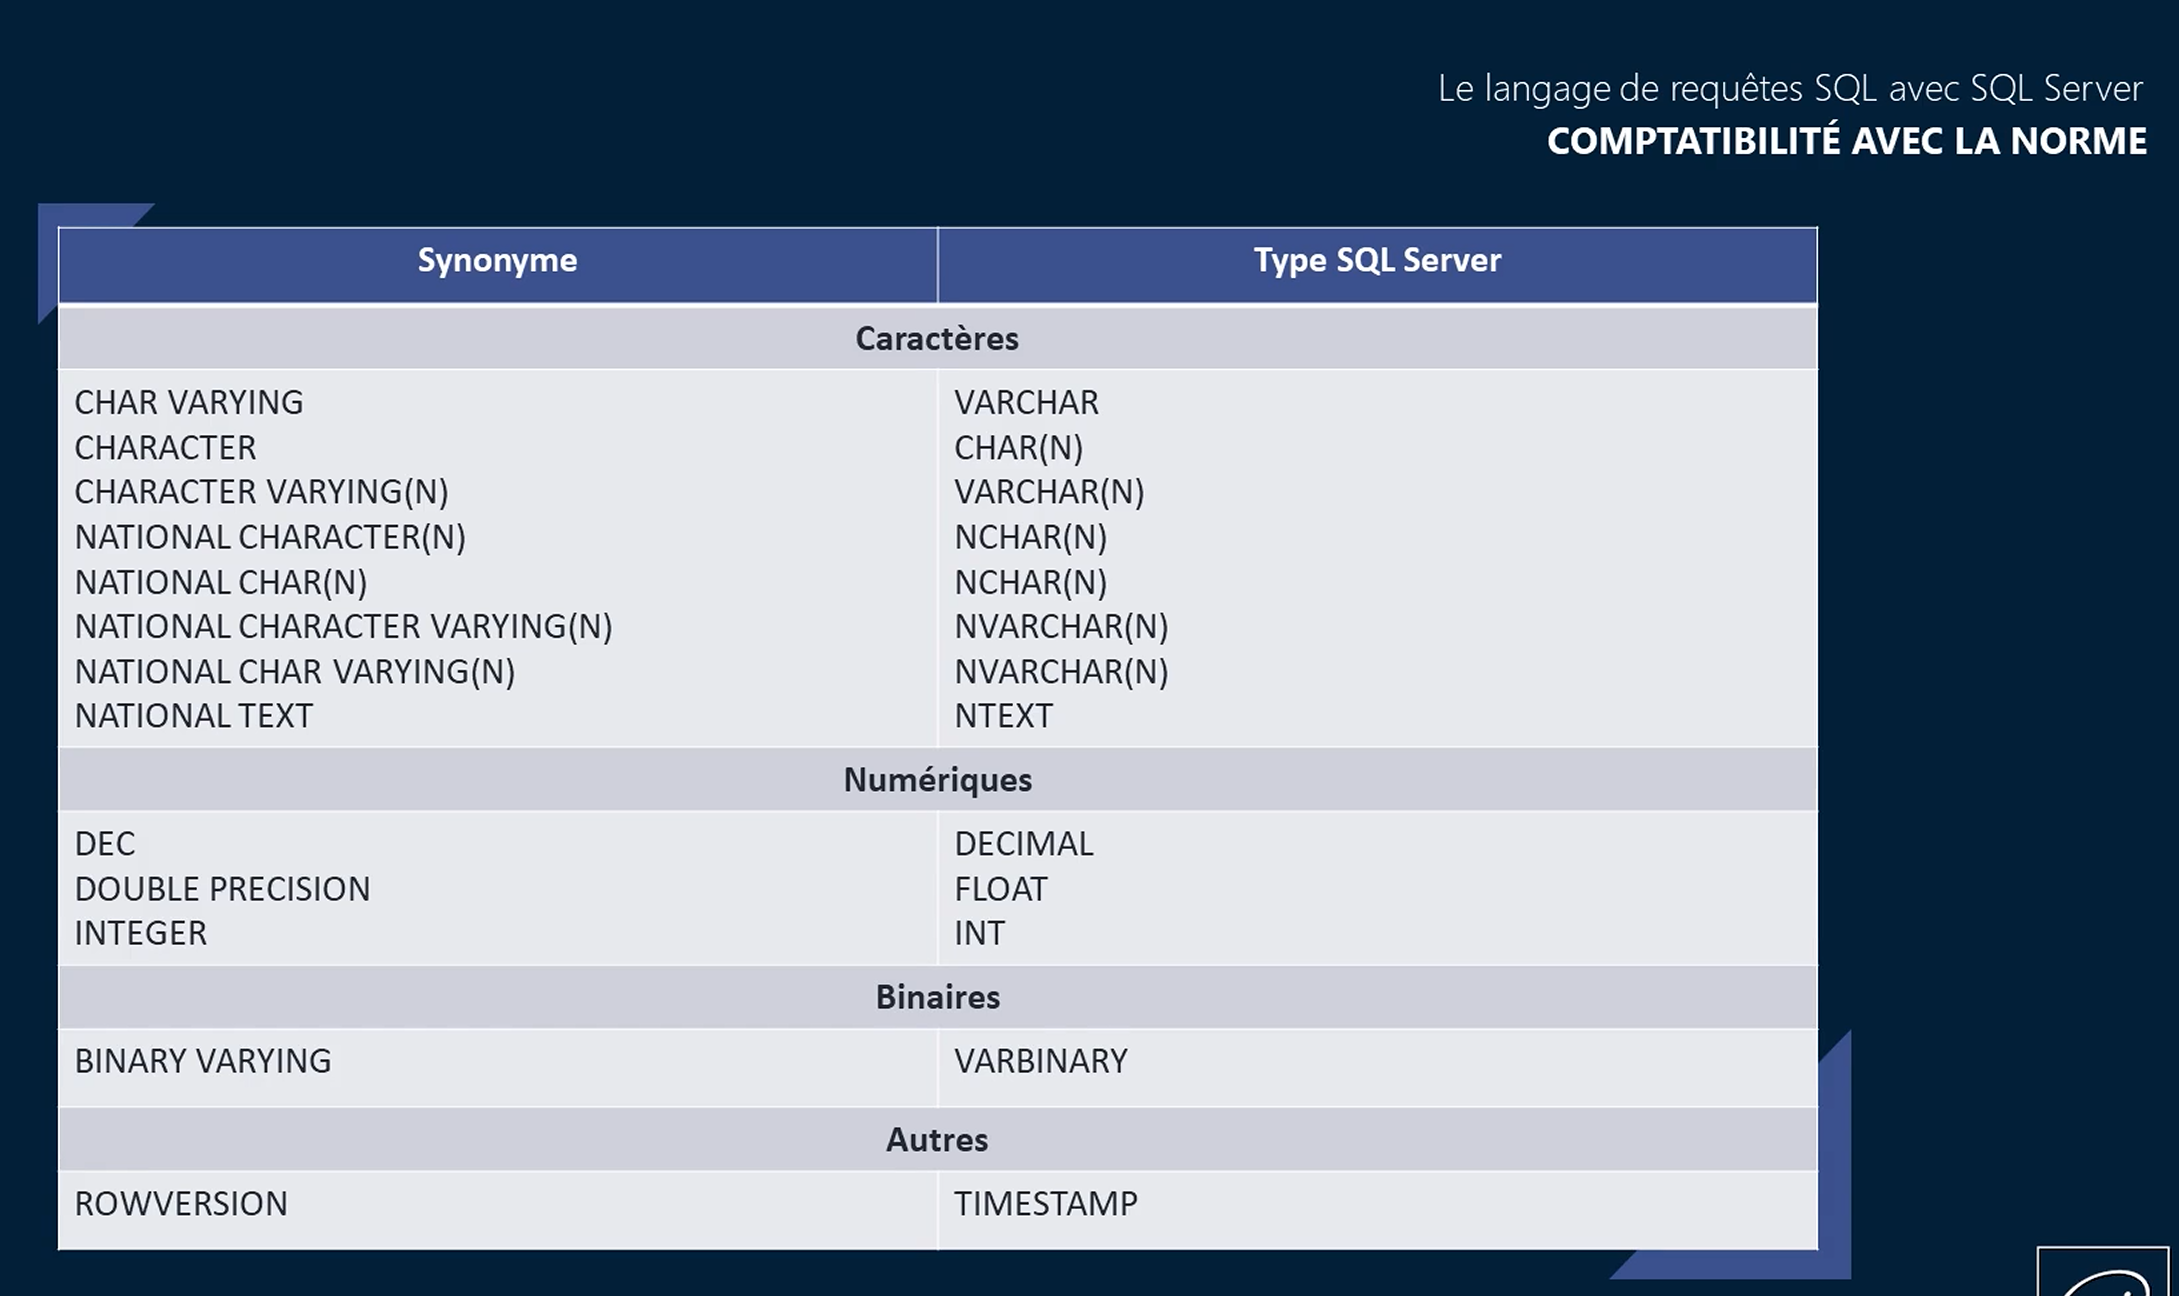 Le langage de requêtes SQL avec SQL Server
COMPTATIBILITÉ AVEC LA NORME
Synonyme Type SQL Server
Caractères
CHAR VARYING VARCHAR
CHARACTER CHAR(N)
CHARACTER VARYING(N) VARCHAR(N)
NATIONAL CHARACTER(N) NCHAR(N)
NATIONAL CHAR(N) NCHAR(N)
NATIONAL CHARACTER VARYING(N) NVARCHAR(N)
NATIONAL CHAR VARYING(N) NVARCHAR(N)
NATIONAL TEXT NTEXT
Numériques
DEC DECIMAL
DOUBLE PRECISION FLOAT
INTEGER INT
Binaires
BINARY VARYING VARBINARY
Autres
ROWVERSION TIMESTAMP